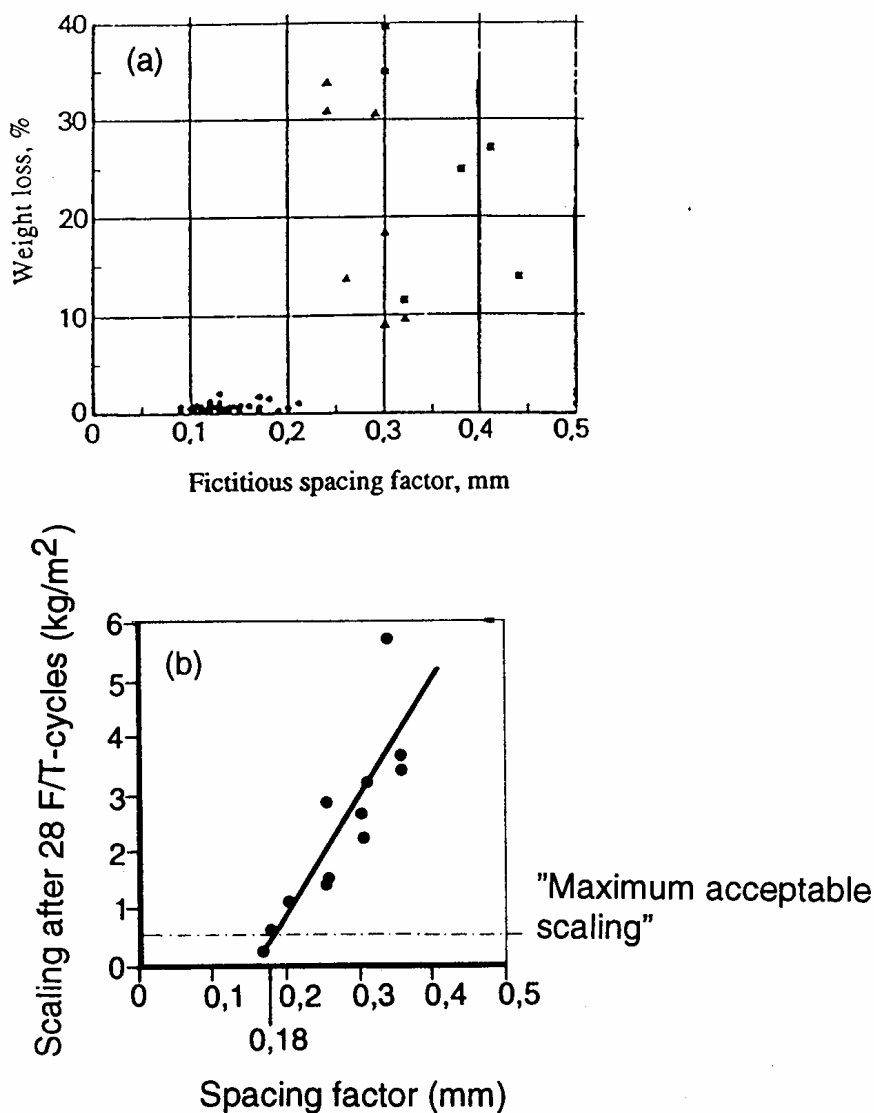 40
(a)
30
20
10
0
Weight loss, %
0 0,1 0,2 0,3 0,4 0,5
Fictitious spacing factor, mm
Scaling after 28 F/T-cycles (kg/m²)
6
(b)
5
4
3
2
1
0
"Maximum acceptable
scaling"
0 0,1 0,2 0,3 0,4 0,5
0,18
Spacing factor (mm)